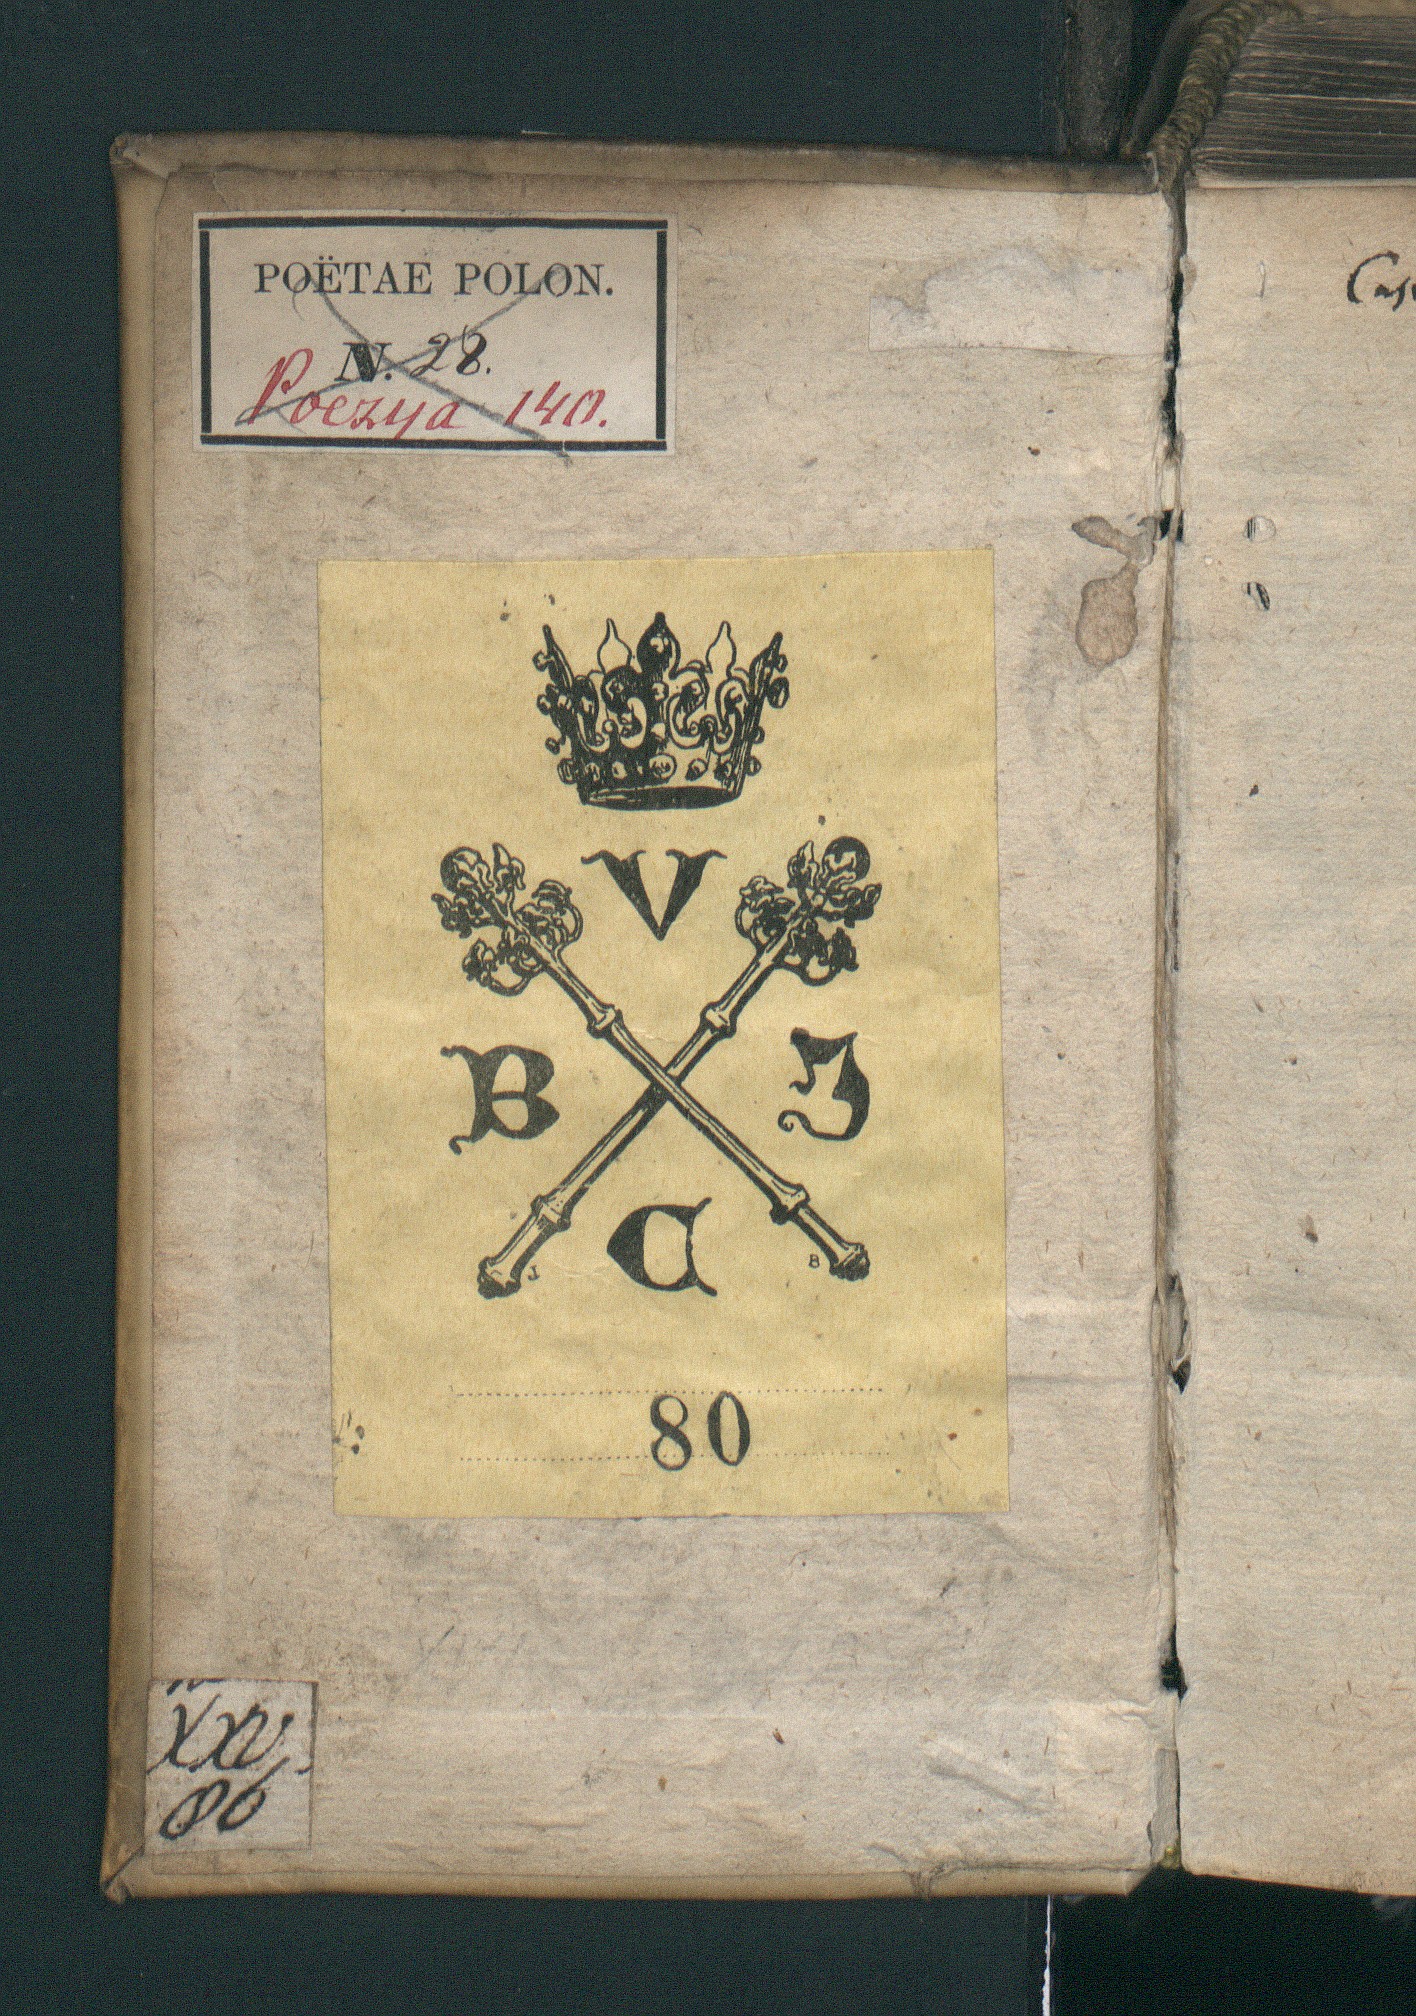 POËTAE POLON.
N. 28.
Poezya 140.
V
B J
C
J B
80
XXV.
86